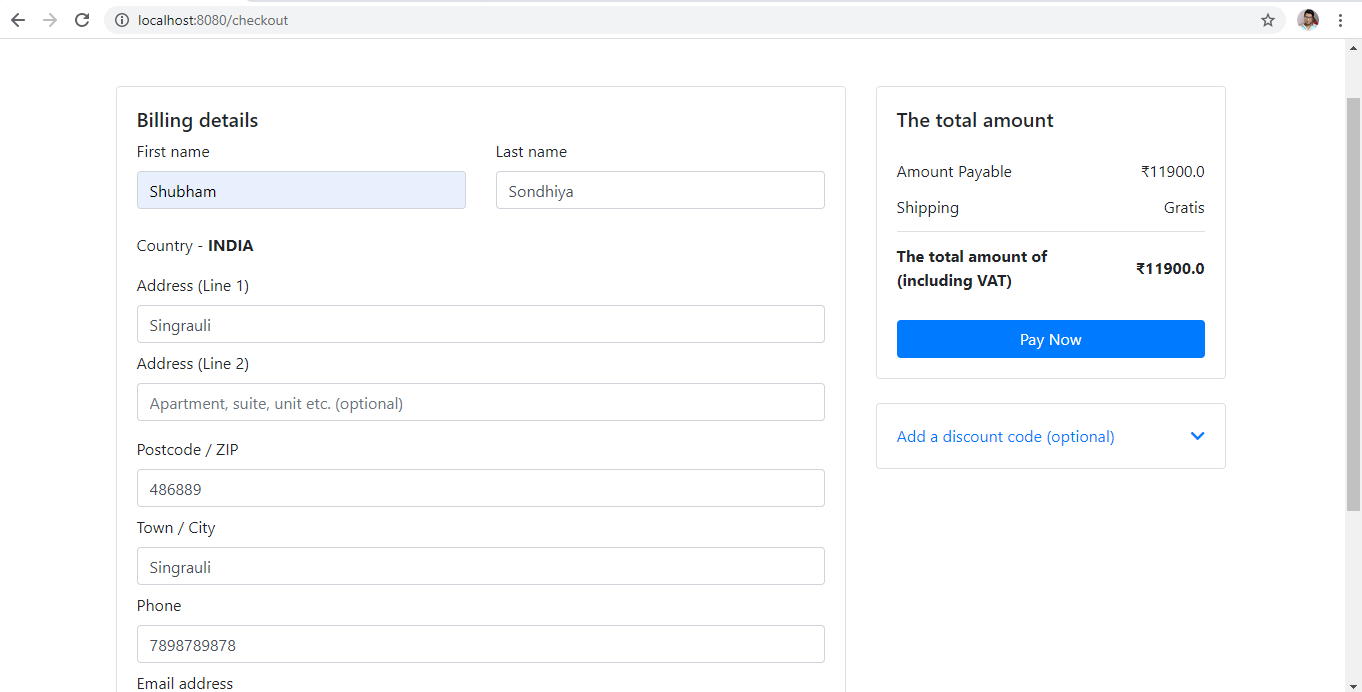 localhost:8080/checkout
Billing details
First name
Last name
Shubham
Sondhiya
Country - INDIA
Address (Line 1)
Singrauli
Address (Line 2)
Apartment, suite, unit etc. (optional)
Postcode / ZIP
486889
Town / City
Singrauli
Phone
7898789878
Email address
The total amount
Amount Payable ₹11900.0
Shipping Gratis
The total amount of
(including VAT) ₹11900.0
Pay Now
Add a discount code (optional)